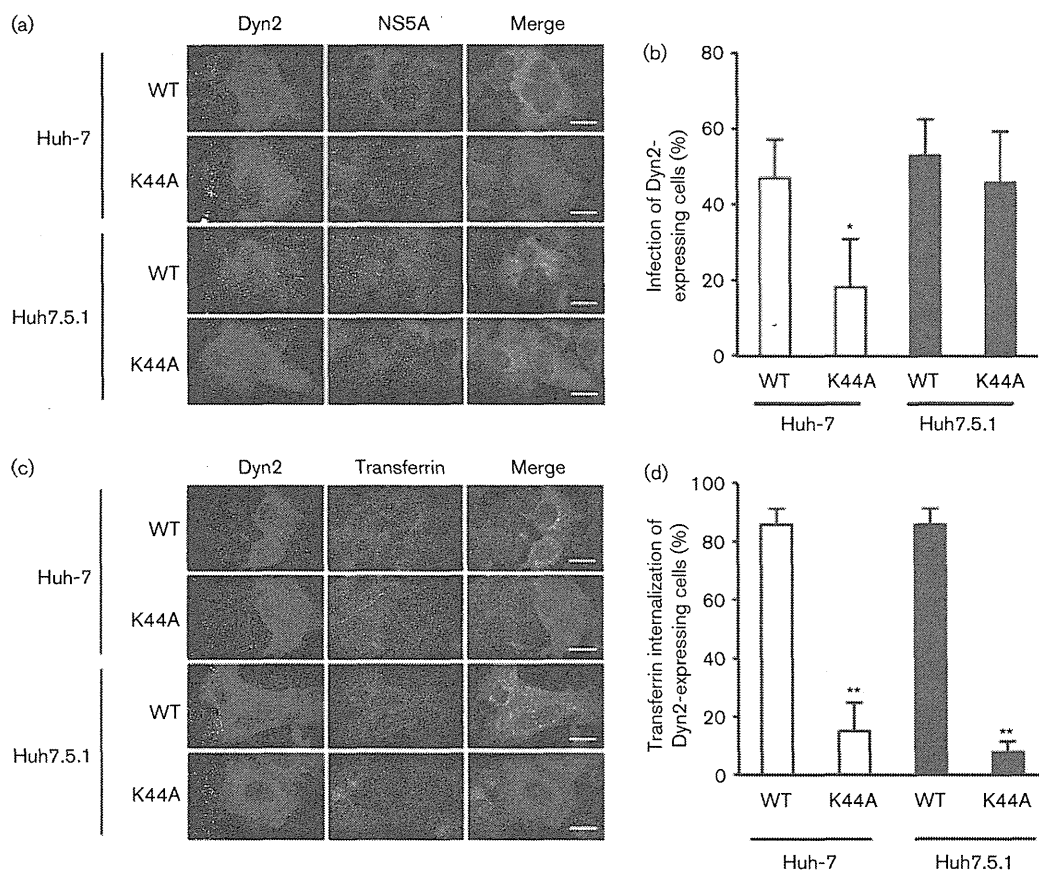 (a)
Dyn2 NS5A Merge
Huh-7
WT
K44A
Huh7.5.1
WT
K44A
(b)
Infection of Dyn2-
expressing cells (%)
80
60
40
20
0
*
WT K44A WT K44A
Huh-7 Huh7.5.1
(c)
Dyn2 Transferrin Merge
Huh-7
WT
K44A
Huh7.5.1
WT
K44A
(d)
Transferrin internalization of
Dyn2-expressing cells (%)
100
80
60
40
20
0
**
**
WT K44A WT K44A
Huh-7 Huh7.5.1